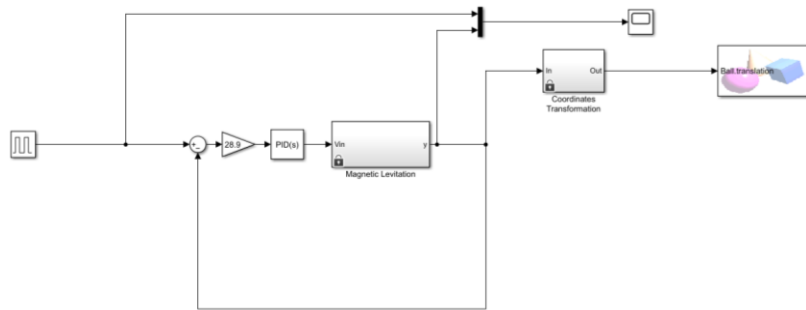 In
Out
Ball.translation
Coordinates
Transformation
+
_
28.9
PID(s)
Vin
y
Magnetic Levitation